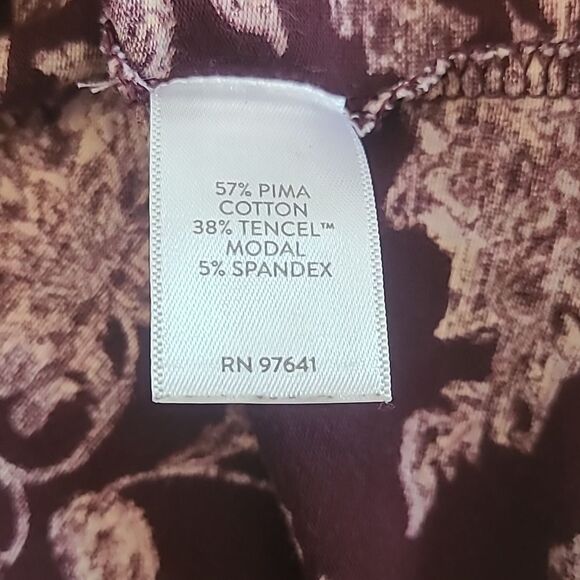 57% PIMA
COTTON
38% TENCEL™
MODAL
5% SPANDEX
RN 97641